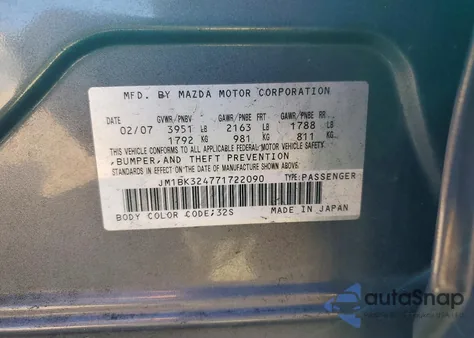 MFD. BY MAZDA MOTOR CORPORATION
DATE GVWR/PNBV GAWR/PNBE FRT GAWR/PNBE RR
02/07 3951 LB 2163 LB 1788 LB
1792 KG 981 KG 811 KG
THIS VEHICLE CONFORMS TO ALL APPLICABLE FEDERAL MOTOR VEHICLE SAFETY,
BUMPER, AND THEFT PREVENTION
STANDARDS IN EFFECT ON THE DATE OF MANUFACTURE SHOWN ABOVE.
JM1BK324771722090 TYPE:PASSENGER
BODY COLOR CODE:32S MADE IN JAPAN
autoSnap